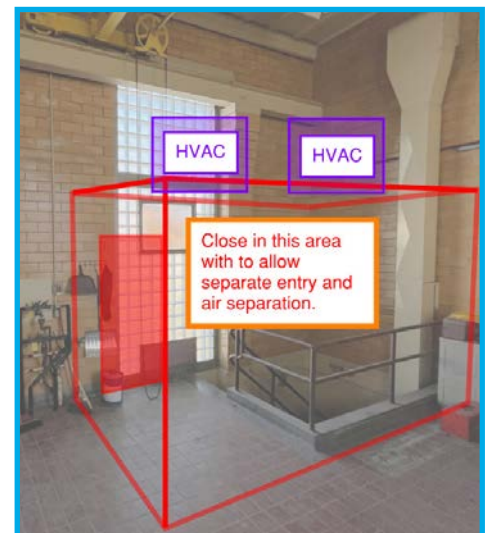 HVAC
HVAC
Close in this area
with to allow
separate entry and
air separation.